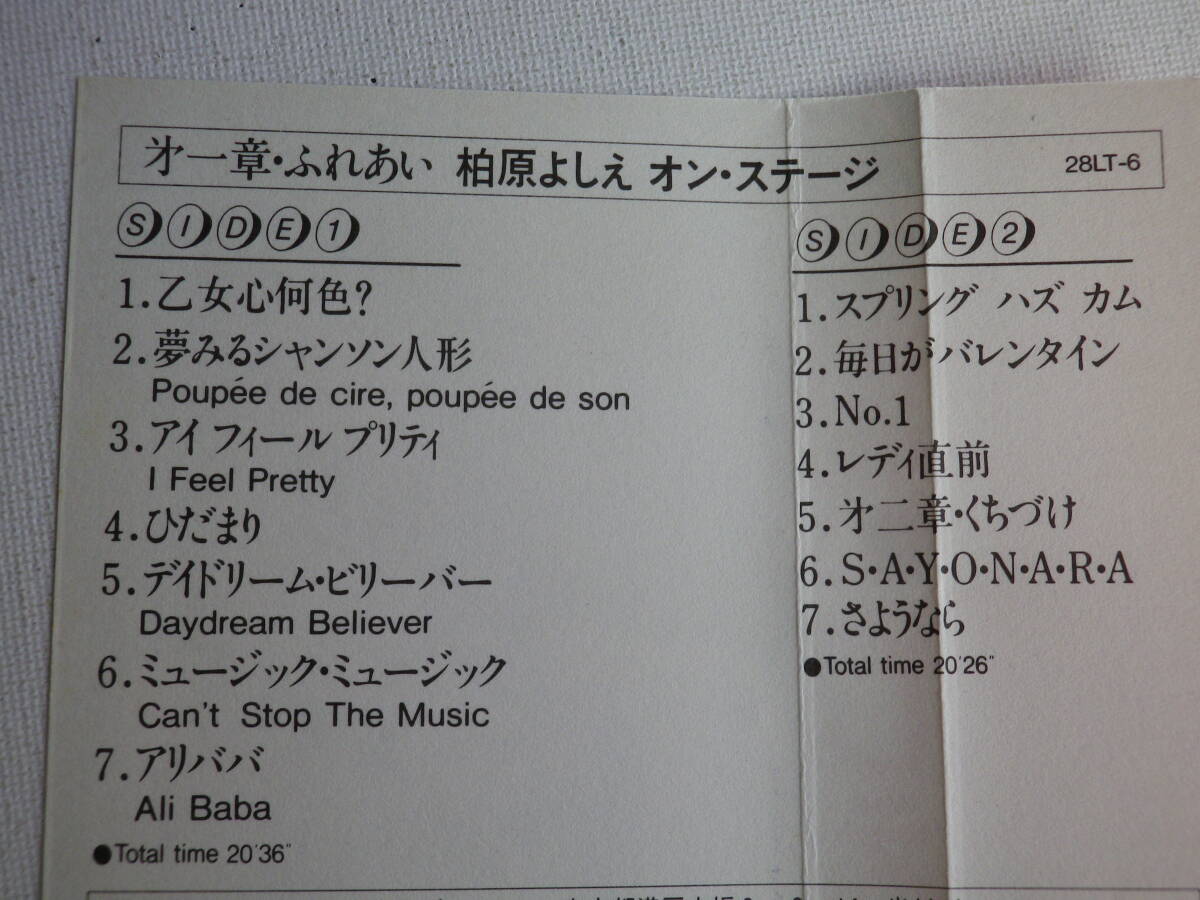 㐧一章・ふれあい 柏原よしえ オン・ステージ 28LT-6
SIDE1
1.乙女心何色?
2.夢みるシャンソン人形
Poupée de cire, poupée de son
3.アイ フィール プリティ
I Feel Pretty
4.ひだまり
5.デイドリーム・ビリーバー
Daydream Believer
6.ミュージック・ミュージック
Can't Stop The Music
7.アリババ
Ali Baba
●Total time 20'36"
SIDE2
1.スプリング ハズ カム
2.毎日がバレンタイン
3.No.1
4.レディ直前
5.㐧二章・くちづけ
6.S・A・Y・O・N・A・R・A
7.さようなら
●Total time 20'26"